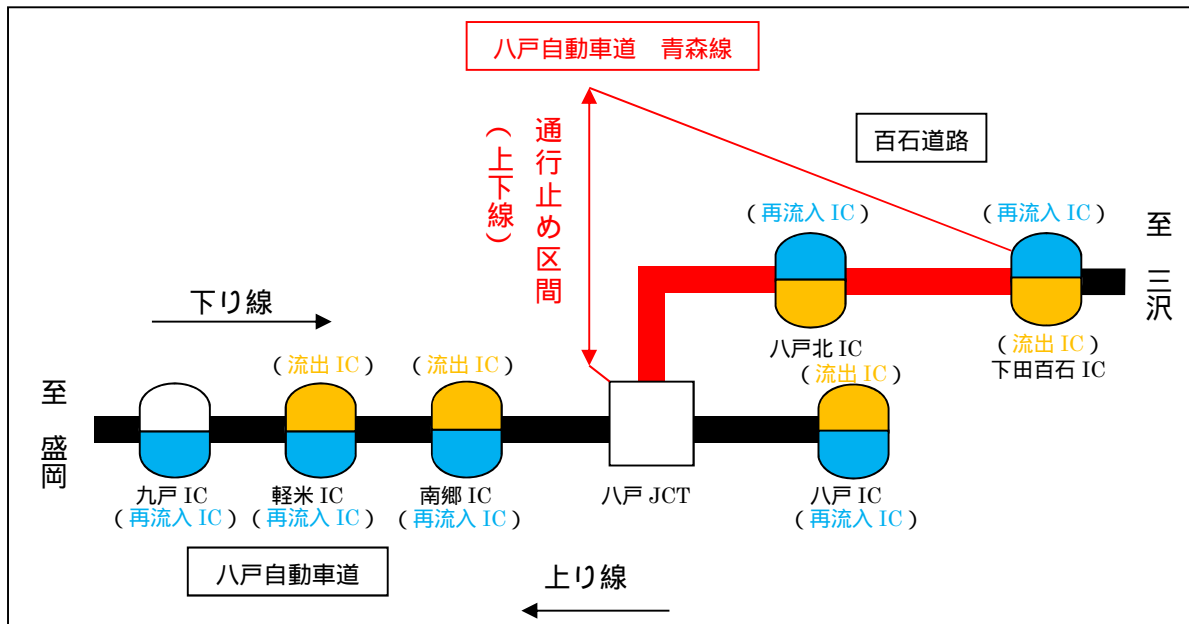 八戸自動車道 青森線
通行止め区間
(上下線)
百石道路
(再流入 IC)
(再流入 IC)
至 三沢
下り線
八戸北 IC
(流出 IC)
下田百石 IC
(流出 IC)
(流出 IC)
(流出 IC)
至 盛岡
九戸 IC
(再流入 IC)
軽米 IC
(再流入 IC)
南郷 IC
(再流入 IC)
八戸 JCT
八戸 IC
(再流入 IC)
八戸自動車道
上り線